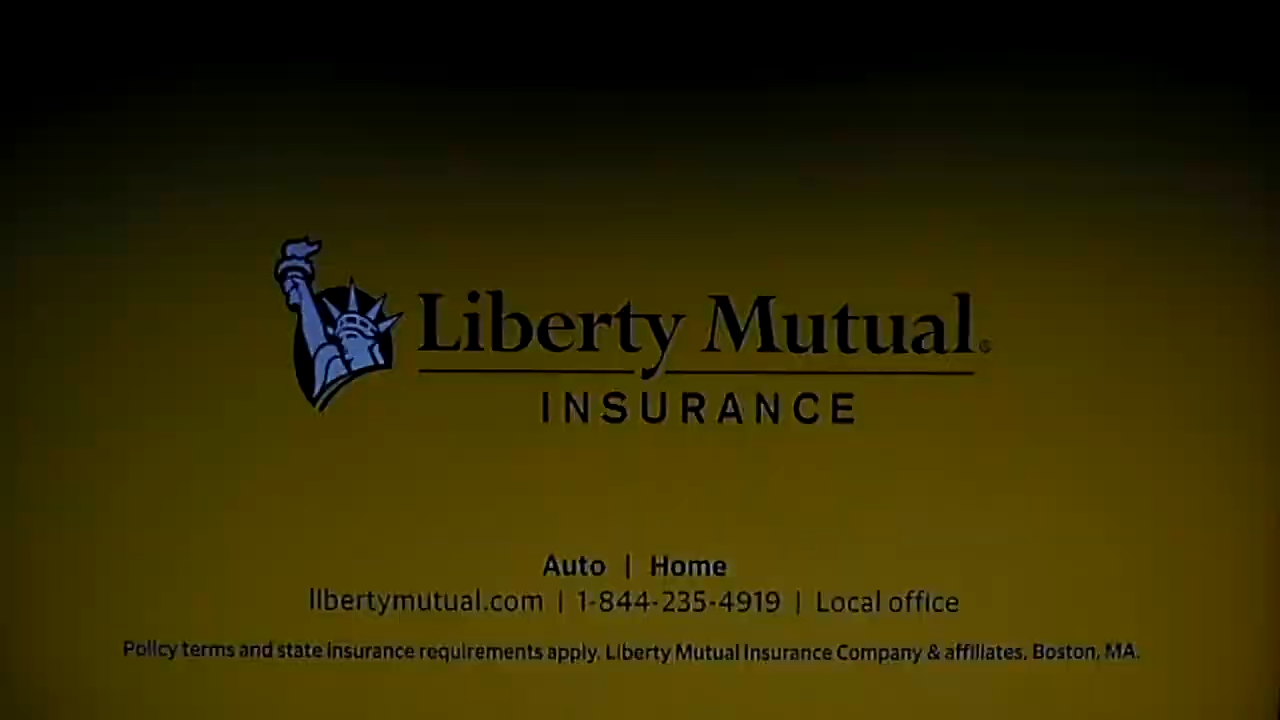 Liberty Mutual®
INSURANCE
Auto | Home
libertymutual.com | 1-844-235-4919 | Local office
Policy terms and state insurance requirements apply. Liberty Mutual Insurance Company & affiliates, Boston, MA.